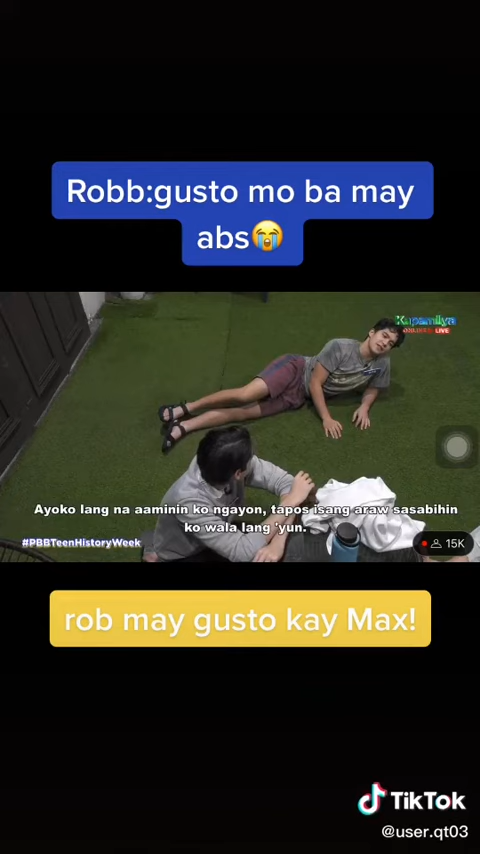 Robb:gusto mo ba may
abs😭
Kapamilya
LIVE
Ayoko lang na aaminin ko ngayon, tapos isang araw sasabihin
ko wala lang 'yun.
#PBBTeenHistoryWeek
15K
rob may gusto kay Max!
TikTok
@user.qt03